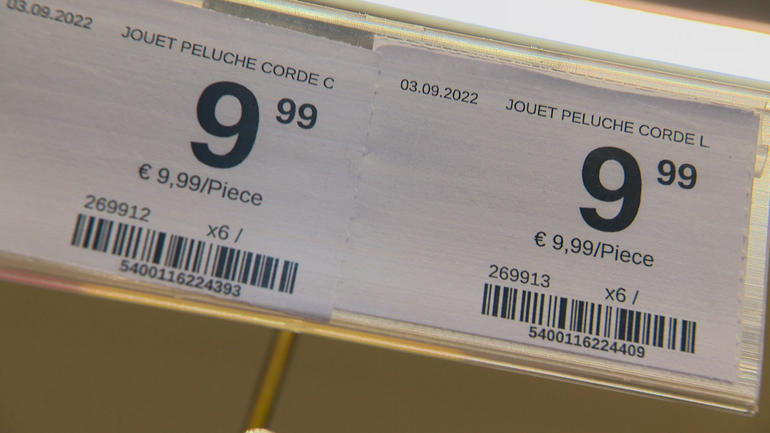 03.09.2022
JOUET PELUCHE CORDE C
9 99
€ 9,99/Piece
269912
x6 /
5400116224393
03.09.2022
JOUET PELUCHE CORDE L
9 99
€ 9,99/Piece
269913
x6 /
5400116224409